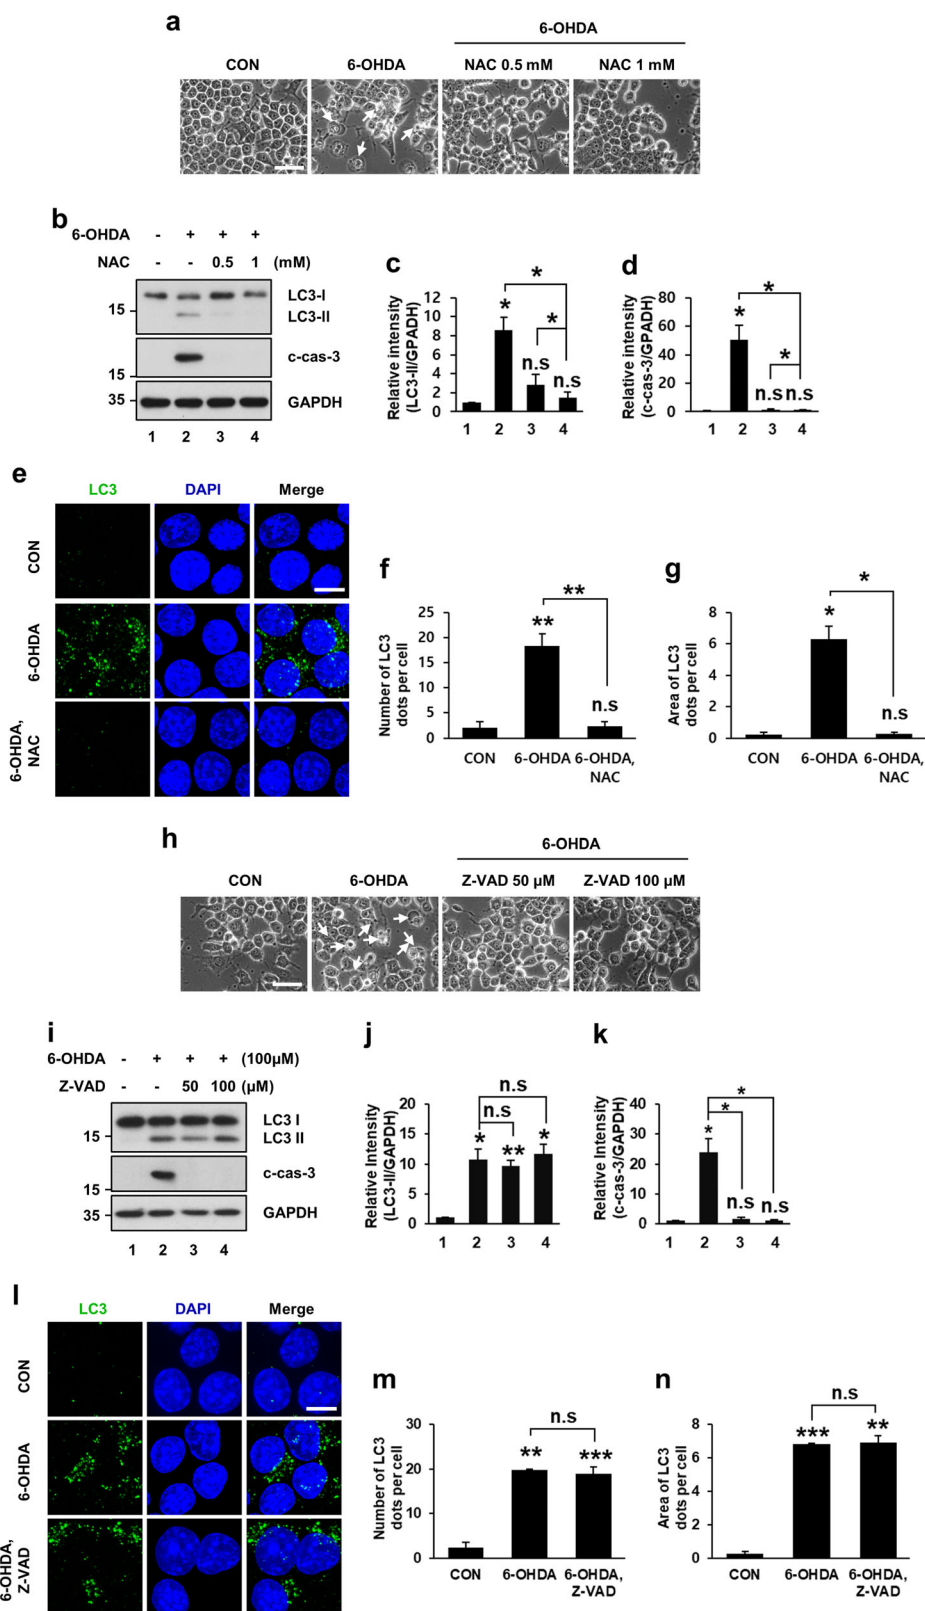 a
6-OHDA
CON 6-OHDA NAC 0.5 mM NAC 1 mM
b
6-OHDA - + + +
NAC - - 0.5 1 (mM)
15
LC3-I
LC3-II
15
c-cas-3
35
GAPDH
1 2 3 4
c
Relative intensity
(LC3-II/GPADH)
12
10
8
6
4
2
0
*
*
*
n.s
n.s
1 2 3 4
d
Relative intensity
(c-cas-3/GPADH)
80
60
40
20
0
*
*
*
n.s n.s
1 2 3 4
e
LC3 DAPI Merge
CON
6-OHDA
6-OHDA,
NAC
f
Number of LC3
dots per cell
25
20
15
10
5
0
**
**
n.s
CON 6-OHDA 6-OHDA,
NAC
g
Area of LC3
dots per cell
8
6
4
2
0
*
*
n.s
CON 6-OHDA 6-OHDA,
NAC
h
6-OHDA
CON 6-OHDA Z-VAD 50 µM Z-VAD 100 µM
i
6-OHDA - + + + (100µM)
Z-VAD - - 50 100 (µM)
15
LC3 I
LC3 II
15
c-cas-3
35
GAPDH
1 2 3 4
j
Relative Intensity
(LC3-II/GAPDH)
20
15
10
5
0
n.s
n.s
* ** *
1 2 3 4
k
Relative Intensity
(c-cas-3/GAPDH)
40
30
20
10
0
*
*
*
n.s n.s
1 2 3 4
l
LC3 DAPI Merge
CON
6-OHDA
6-OHDA,
Z-VAD
m
Number of LC3
dots per cell
30
20
10
0
n.s
** ***
CON 6-OHDA 6-OHDA,
Z-VAD
n
Area of LC3
dots per cell
8
6
4
2
0
n.s
*** **
CON 6-OHDA 6-OHDA,
Z-VAD